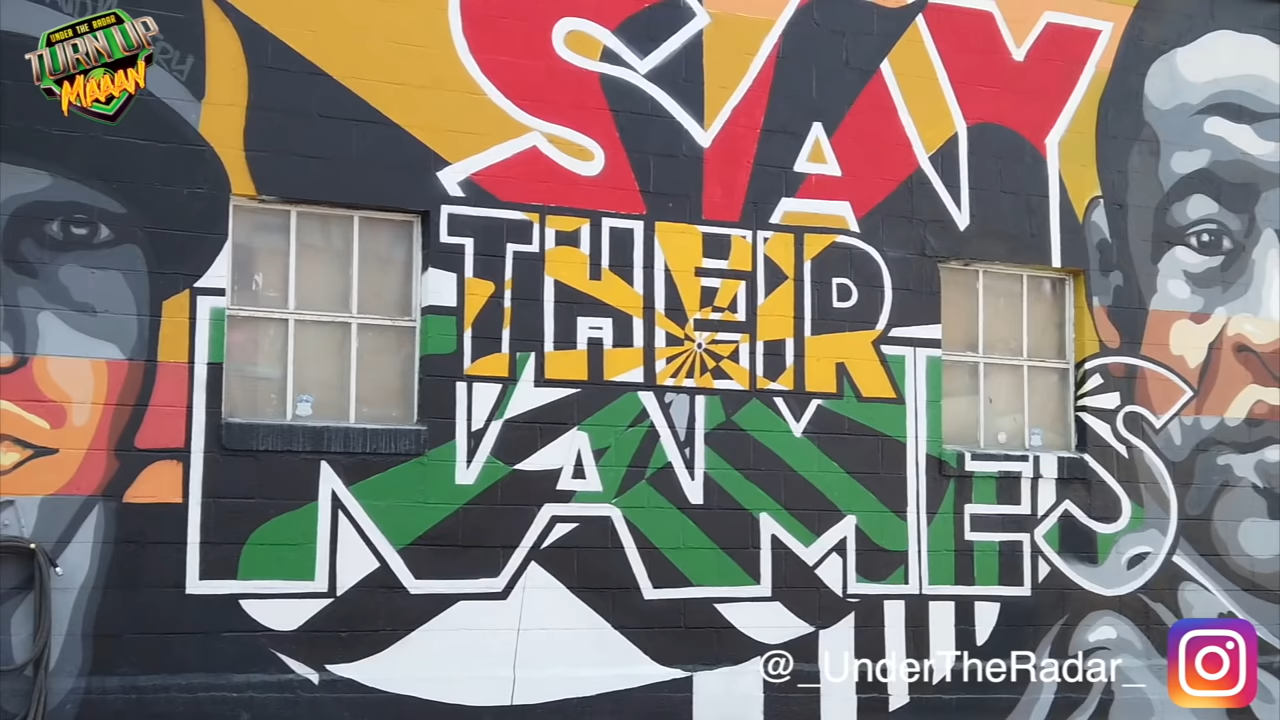 UNDER THE RADAR
TURN UP
MAAAN
SAY
THEIR
NAMES
@_UnderTheRadar_